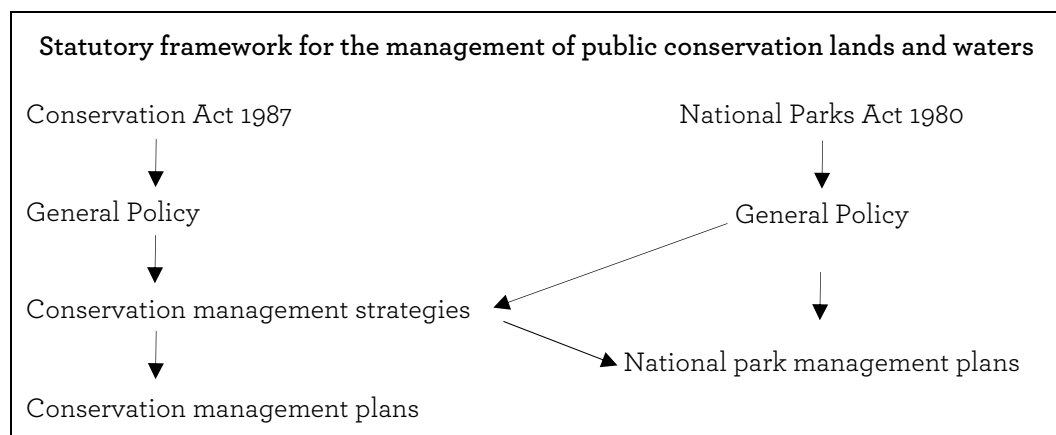 Statutory framework for the management of public conservation lands and waters
Conservation Act 1987
National Parks Act 1980
General Policy
General Policy
Conservation management strategies
National park management plans
Conservation management plans